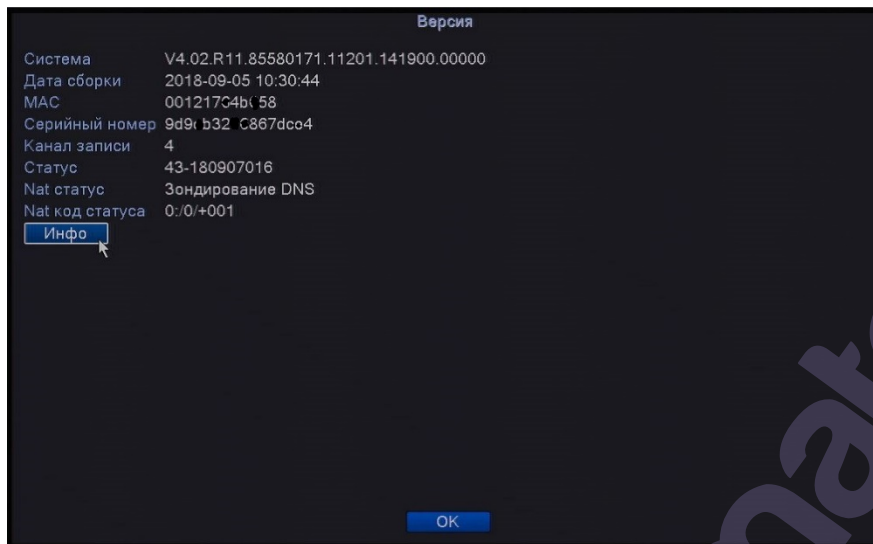 Версия
Система V4.02.R11.85580171.11201.141900.00000
Дата сборки 2018-09-05 10:30:44
MAC
Серийный номер
Канал записи 4
Статус 43-180907016
Nat статус Зондирование DNS
Nat код статуса 0:/0/+001
Инфо
OK